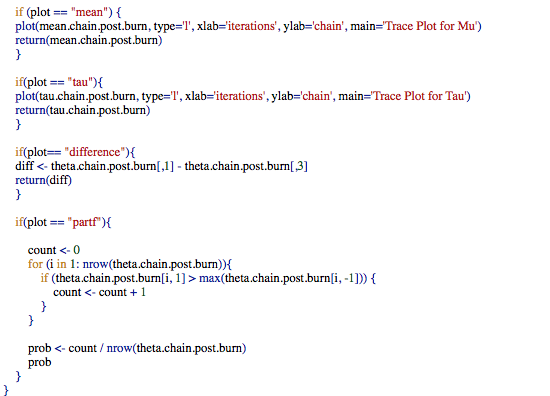 if (plot == "mean") {
plot(mean.chain.post.burn, type='l', xlab='iterations', ylab='chain', main='Trace Plot for Mu')
return(mean.chain.post.burn)
}
if(plot == "tau"){
plot(tau.chain.post.burn, type='l', xlab='iterations', ylab='chain', main='Trace Plot for Tau')
return(tau.chain.post.burn)
}
if(plot== "difference"){
diff <- theta.chain.post.burn[,1] - theta.chain.post.burn[,3]
return(diff)
}
if(plot == "partf"){
count <- 0
for (i in 1: nrow(theta.chain.post.burn)){
if (theta.chain.post.burn[i, 1] > max(theta.chain.post.burn[i, -1])) {
count <- count + 1
}
}
prob <- count / nrow(theta.chain.post.burn)
prob
}
}